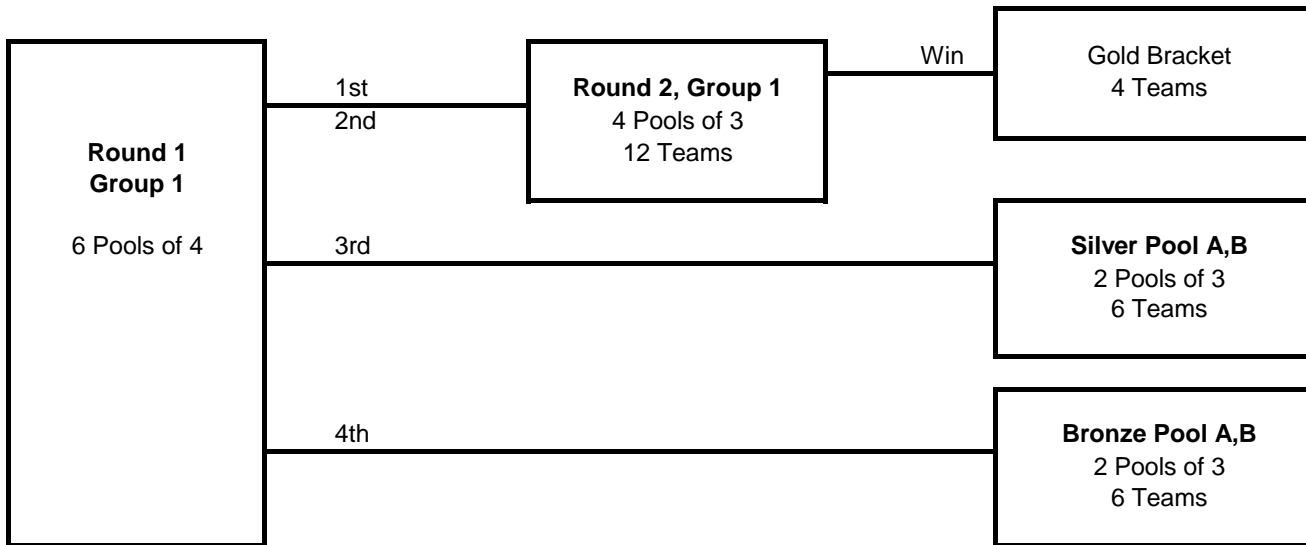 Round 1
Group 1
6 Pools of 4
1st
2nd
3rd
4th
Round 2, Group 1
4 Pools of 3
12 Teams
Win
Gold Bracket
4 Teams
Silver Pool A,B
2 Pools of 3
6 Teams
Bronze Pool A,B
2 Pools of 3
6 Teams